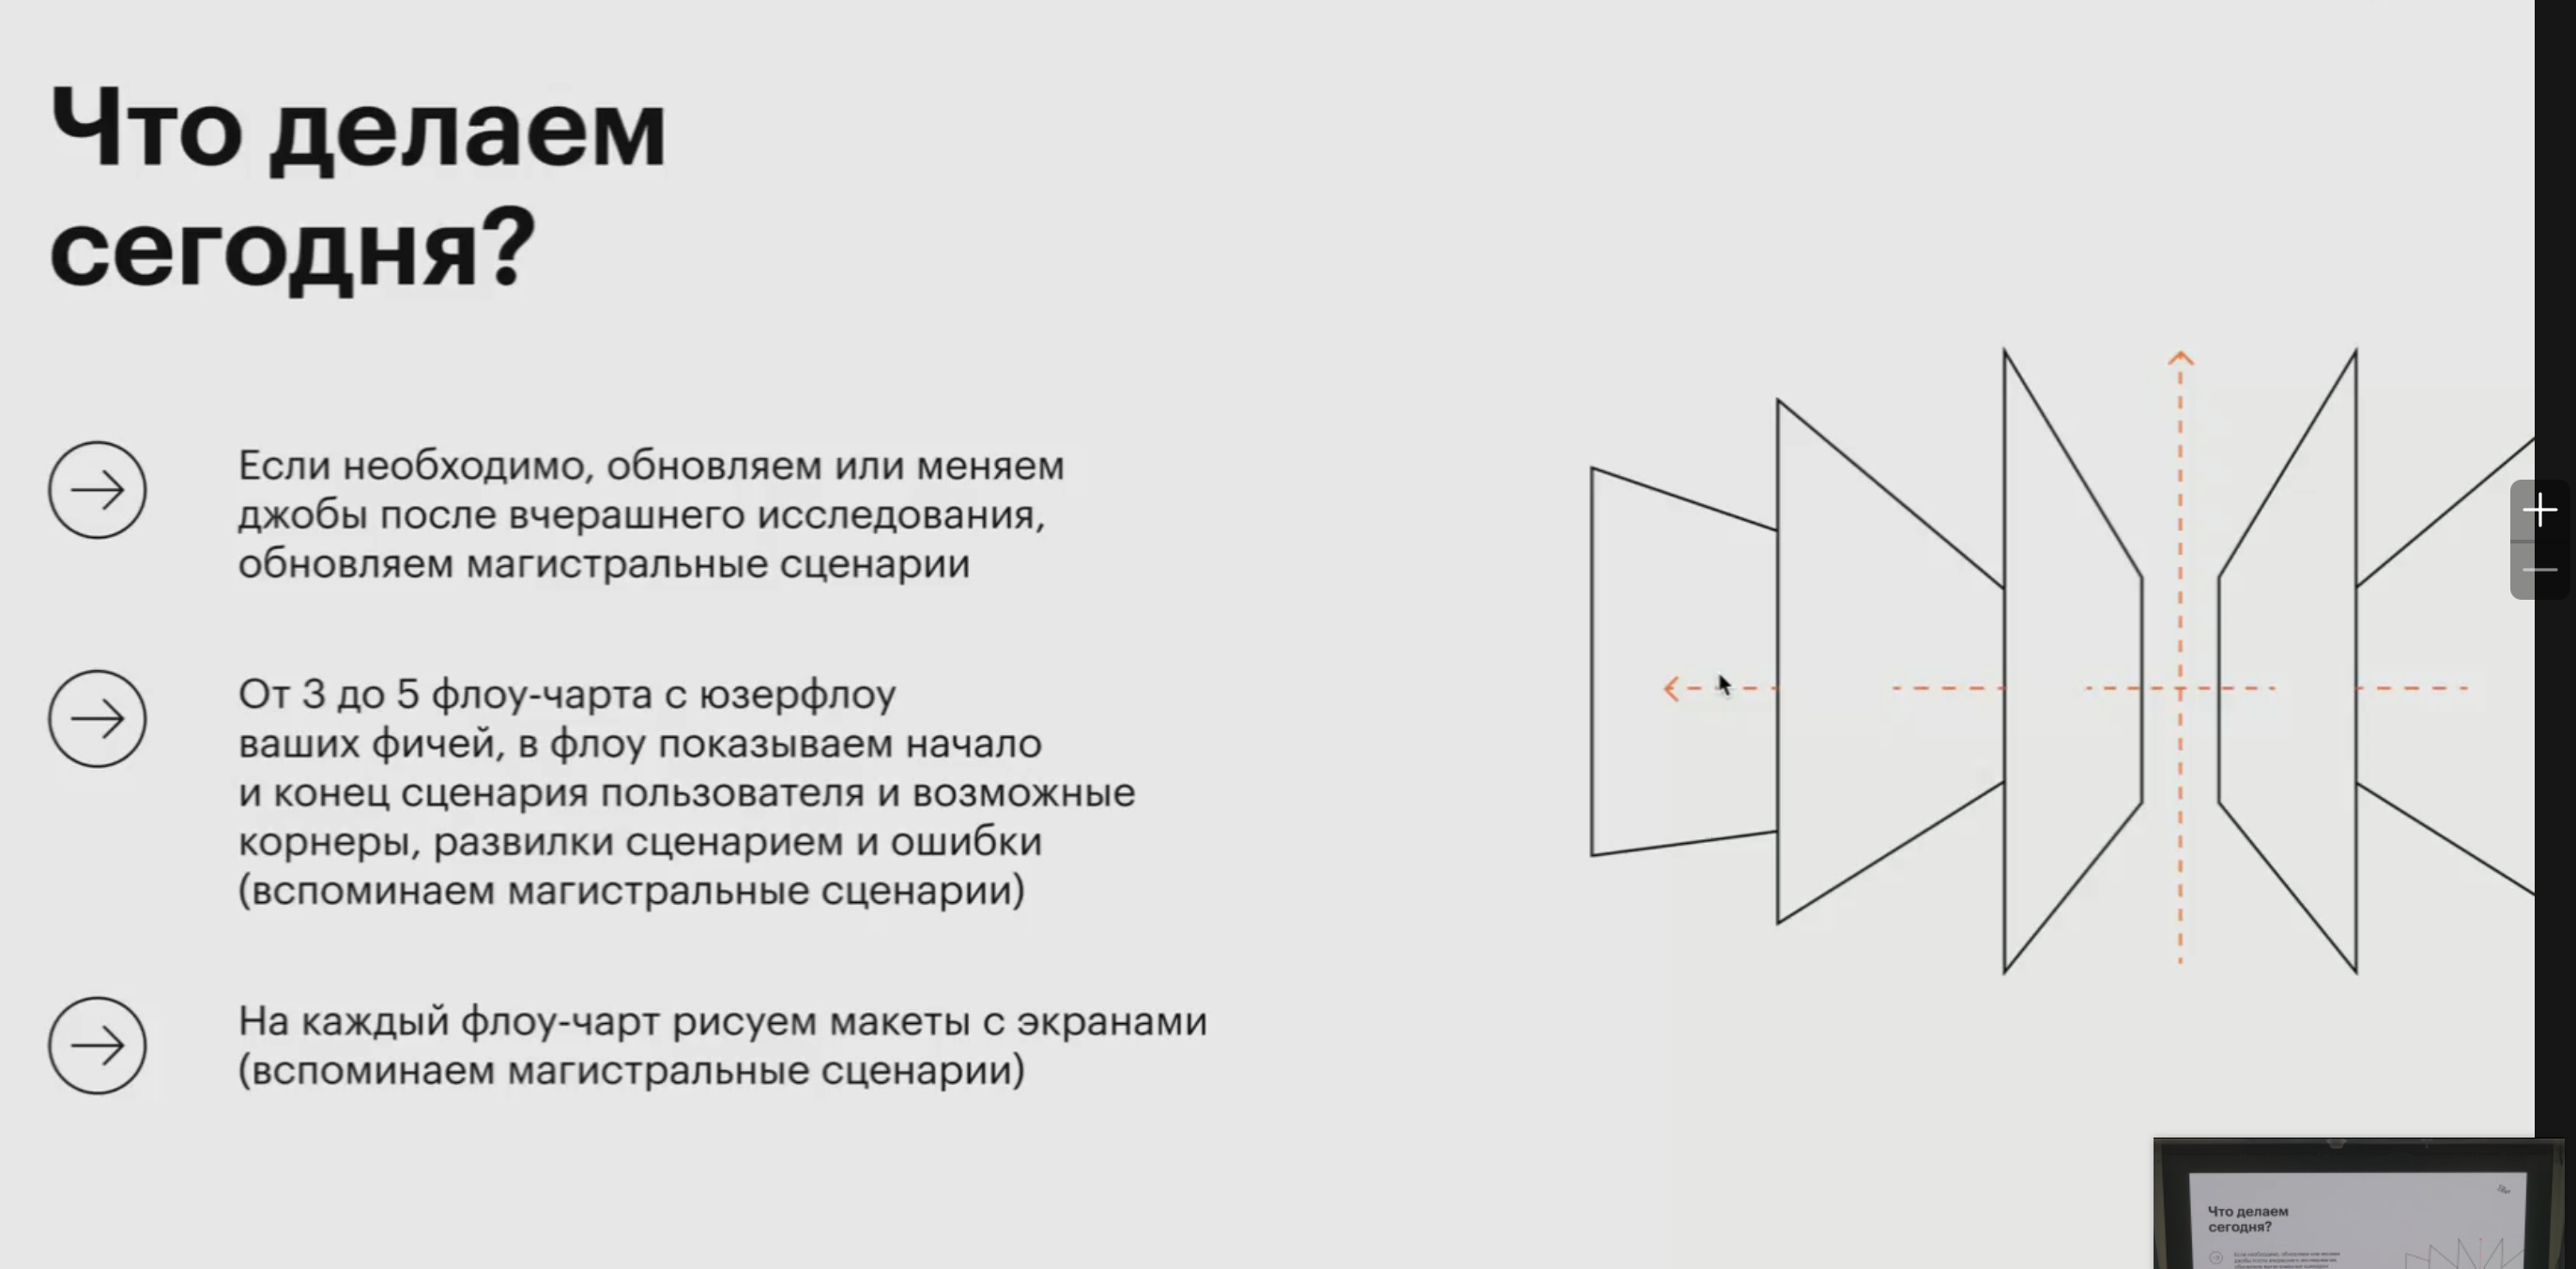 Что делаем
сегодня?
Если необходимо, обновляем или меняем
джобы после вчерашнего исследования,
обновляем магистральные сценарии
От 3 до 5 флоу-чарта с юзерфлоу
ваших фичей, в флоу показываем начало
и конец сценария пользователя и возможные
корнеры, развилки сценарием и ошибки
(вспоминаем магистральные сценарии)
На каждый флоу-чарт рисуем макеты с экранами
(вспоминаем магистральные сценарии)
Что делаем
сегодня?